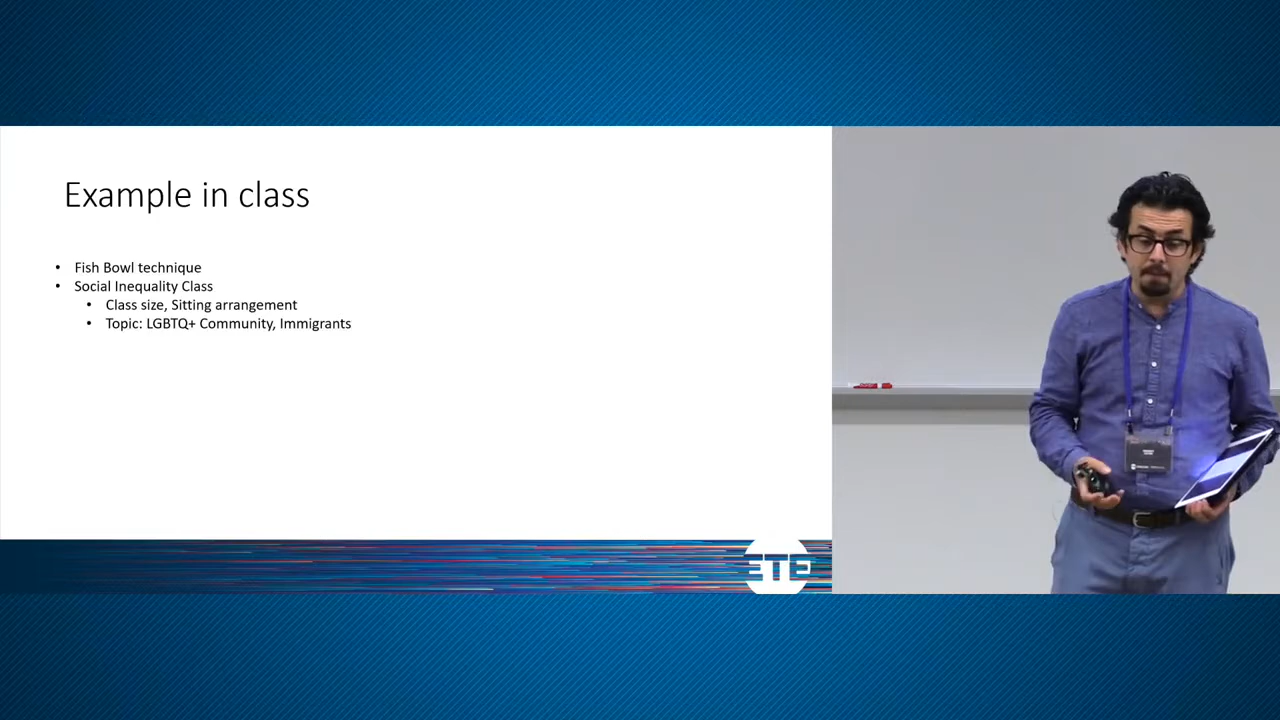 Example in class
• Fish Bowl technique
• Social Inequality Class
• Class size, Sitting arrangement
• Topic: LGBTQ+ Community, Immigrants